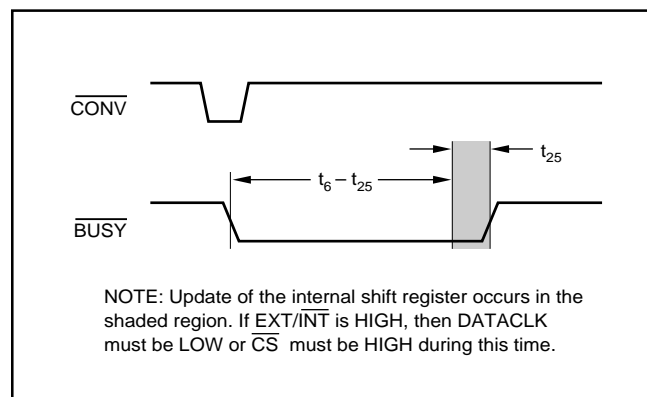 CONV
t25
t6 – t25
BUSY
NOTE: Update of the internal shift register occurs in the
shaded region. If EXT/INT is HIGH, then DATACLK
must be LOW or CS must be HIGH during this time.